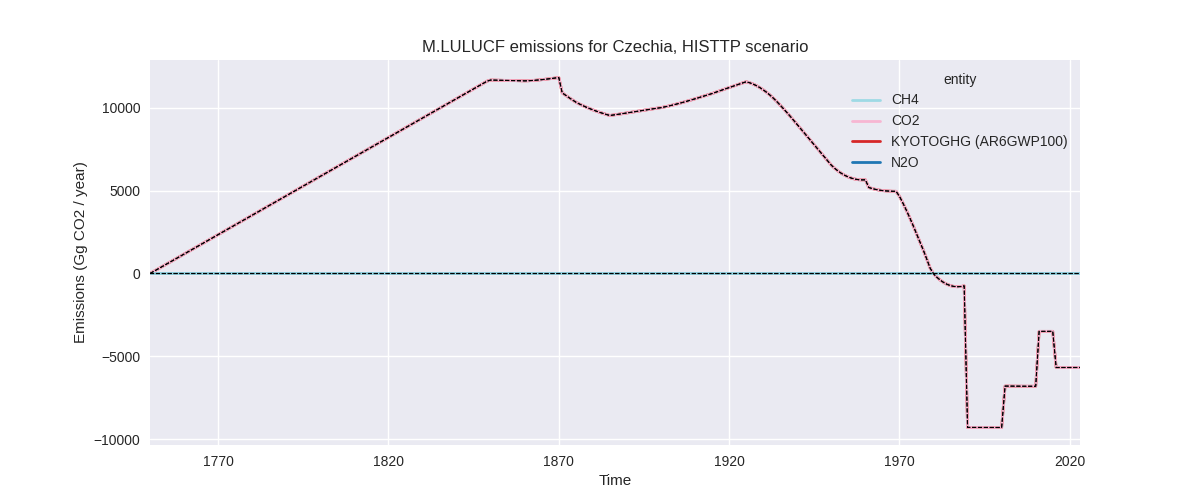 M.LULUCF emissions for Czechia, HISTTP scenario
entity
CH4
CO2
KYOTOGHG (AR6GWP100)
N2O
Emissions (Gg CO2 / year)
10000
5000
0
−5000
−10000
1770
1820
1870
1920
1970
2020
Time